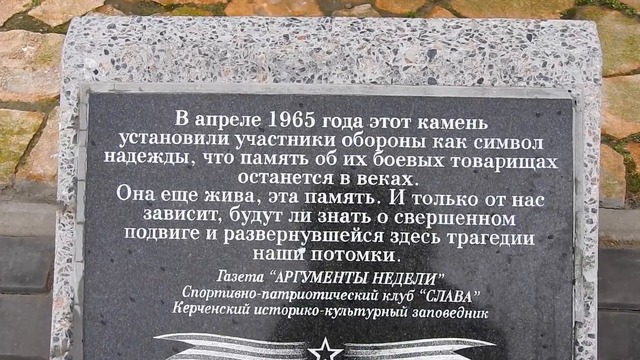 В апреле 1965 года этот камень
установили участники обороны как символ
надежды, что память об их боевых товарищах
останется в веках.
Она еще жива, эта память. И только от нас
зависит, будут ли знать о свершенном
подвиге и развернувшейся здесь трагедии
наши потомки.
Газета "АРГУМЕНТЫ НЕДЕЛИ"
Спортивно-патриотический клуб "СЛАВА"
Керченский историко-культурный заповедник